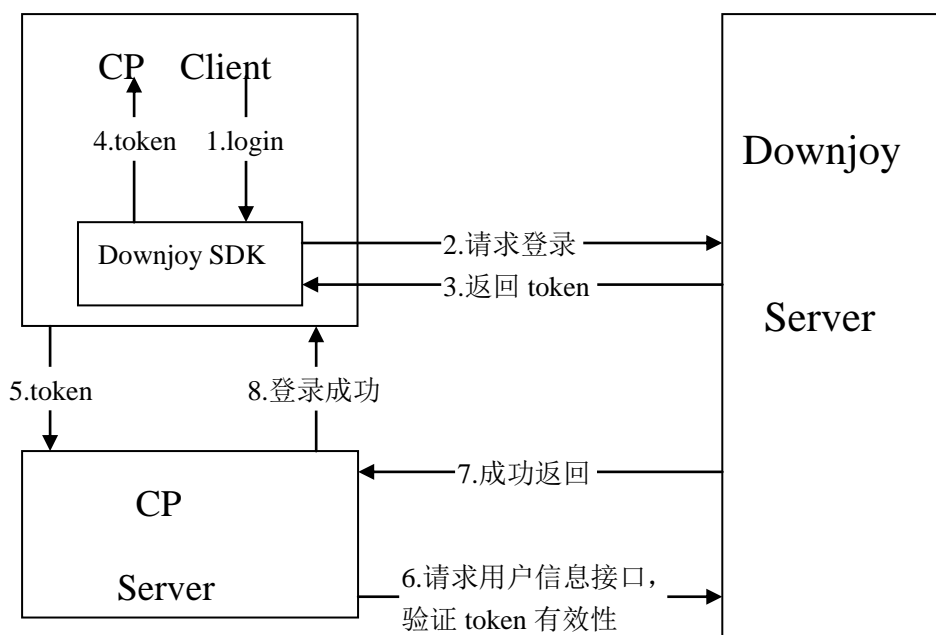 CP Client
4.token
1.login
Downjoy SDK
2.请求登录
3.返回 token
Downjoy
Server
5.token
8.登录成功
7.成功返回
CP
Server
6.请求用户信息接口，
验证 token 有效性